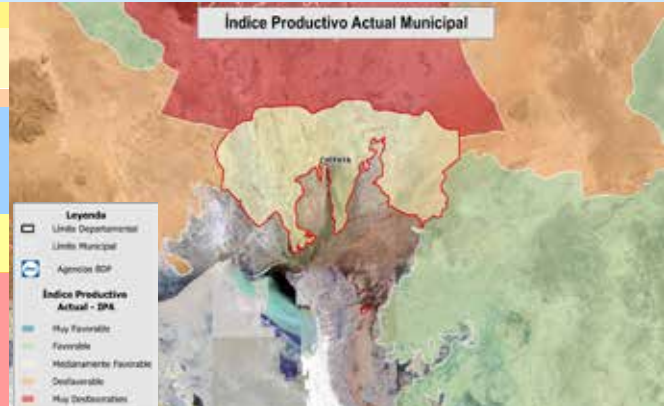 Índice Productivo Actual Municipal
CHIPAYA
Leyenda
Límite Departamental
Límite Municipal
Agencias BDP
Índice Productivo
Actual - IPA
Muy Favorable
Favorable
Medianamente Favorable
Desfavorable
Muy Desfavorables